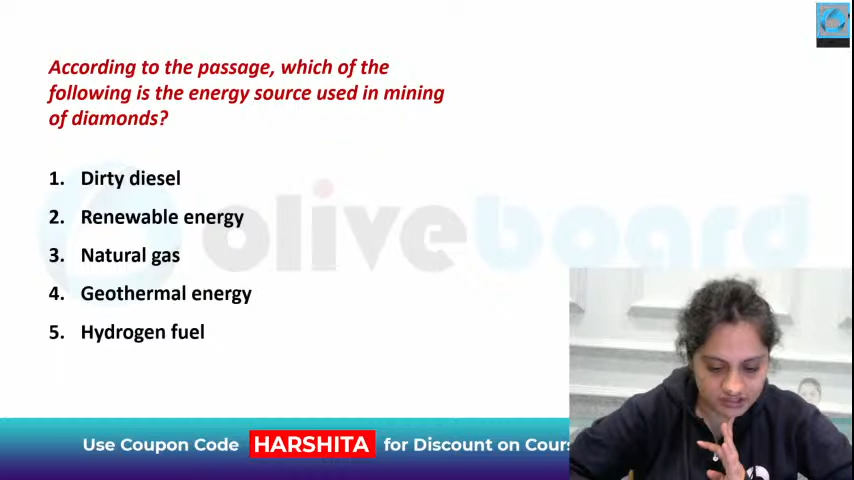 According to the passage, which of the
following is the energy source used in mining
of diamonds?
1. Dirty diesel
2. Renewable energy
3. Natural gas
4. Geothermal energy
5. Hydrogen fuel
oliveboard
Use Coupon Code HARSHITA for Discount on Cours